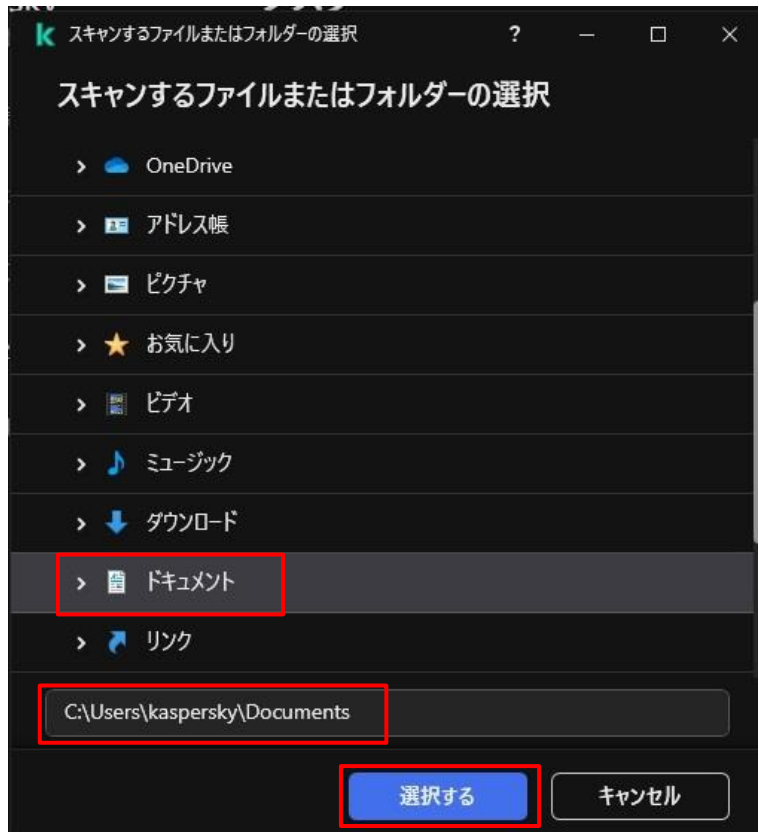 スキャンするファイルまたはフォルダーの選択
スキャンするファイルまたはフォルダーの選択
OneDrive
アドレス帳
ピクチャ
お気に入り
ビデオ
ミュージック
ダウンロード
ドキュメント
リンク
C:\Users\kaspersky\Documents
選択する キャンセル